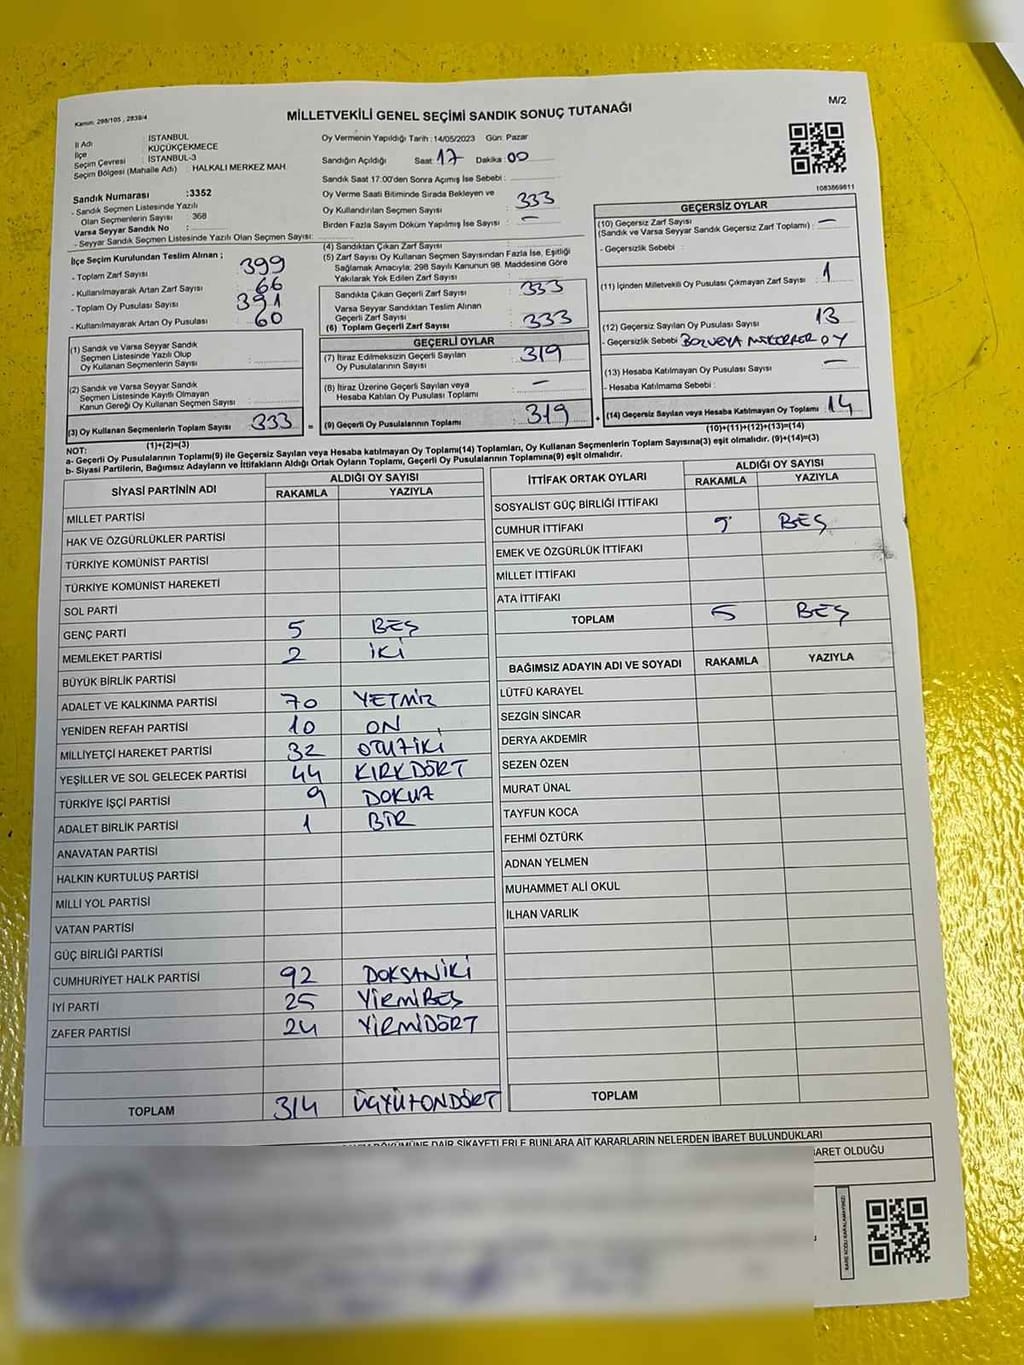 M/2
Kanun: 298/105 , 2839/4
MİLLETVEKİLİ GENEL SEÇİMİ SANDIK SONUÇ TUTANAĞI
İl Adı : İSTANBUL
İlçe : KÜÇÜKÇEKMECE
Seçim Çevresi : İSTANBUL-3
Seçim Bölgesi (Mahalle Adı) : HALKALI MERKEZ MAH
Sandık Numarası :3352
- Sandık Seçmen Listesinde Yazılı
Olan Seçmenlerin Sayısı : 368
Varsa Seyyar Sandık No :
- Seyyar Sandık Seçmen Listesinde Yazılı Olan Seçmen Sayısı:
İlçe Seçim Kurulundan Teslim Alınan ;
- Toplam Zarf Sayısı : 399
- Kullanılmayarak Artan Zarf Sayısı : 66
- Toplam Oy Pusulası Sayısı : 391
- Kullanılmayarak Artan Oy Pusulası : 60
(1) Sandık ve Varsa Seyyar Sandık
Seçmen Listesinde Yazılı Olup
Oy Kullanan Seçmenlerin Sayısı :
(2) Sandık ve Varsa Seyyar Sandık
Seçmen Listesinde Kayıtlı Olmayan
Kanun Gereği Oy Kullanan Seçmen Sayısı :
(3) Oy Kullanan Seçmenlerin Toplam Sayısı : 333
(1)+(2)=(3)
Oy Vermenin Yapıldığı Tarih :14/05/2023 Gün: Pazar
Sandığın Açıldığı Saat: 17 Dakika: 00
Sandık Saat 17:00'den Sonra Açımış İse Sebebi :
Oy Verme Saati Bitiminde Sırada Bekleyen ve
Oy Kullandırılan Seçmen Sayısı : 333
Birden Fazla Sayım Döküm Yapılmış İse Sayısı : —
(4) Sandıktan Çıkan Zarf Sayısı
(5) Zarf Sayısı Oy Kullanan Seçmen Sayısından Fazla İse, Eşitliği
Sağlamak Amacıyla; 298 Sayılı Kanunun 98. Maddesine Göre
Yakılarak Yok Edilen Zarf Sayısı :
Sandıkta Çıkan Geçerli Zarf Sayısı : 333
Varsa Seyyar Sandıktan Teslim Alınan
Geçerli Zarf Sayısı :
(6) Toplam Geçerli Zarf Sayısı : 333
GEÇERLİ OYLAR
(7) İtiraz Edilmeksizin Geçerli Sayılan
Oy Pusulalarının Sayısı : 319
(8) İtiraz Üzerine Geçerli Sayılan veya
Hesaba Katılan Oy Pusulası Toplamı : —
(9) Geçerli Oy Pusulalarının Toplamı : 319
1083869811
GEÇERSİZ OYLAR
(10) Geçersiz Zarf Sayısı
(Sandık ve Varsa Seyyar Sandık Geçersiz Zarf Toplamı) : —
- Geçersizlik Sebebi :
(11) İçinden Milletvekili Oy Pusulası Çıkmayan Zarf Sayısı : 1
(12) Geçersiz Sayılan Oy Pusulası Sayısı : 13
- Geçersizlik Sebebi : BOŞ VEYA MÜKERRER OY
(13) Hesaba Katılmayan Oy Pusulası Sayısı : —
- Hesaba Katılmama Sebebi :
(14) Geçersiz Sayılan veya Hesaba Katılmayan Oy Toplamı : 14
(10)+(11)+(12)+(13)=(14)
NOT:
a- Geçerli Oy Pusulasının Toplamı(9) ile Geçersiz Sayılan veya Hesaba katılmayan Oy Toplamı(14) Toplamları, Oy Kullanan Seçmenlerin Toplam Sayısına(3) eşit olmalıdır. (9)+(14)=(3)
b- Siyasi Partilerin, Bağımsız Adayların ve İttifakların Aldığı Ortak Oyların Toplamı, Geçerli Oy Pusulalarının Toplamına(9) eşit olmalıdır.
SİYASİ PARTİNİN ADI ALDIĞI OY SAYISI
RAKAMLA YAZIYLA
MİLLET PARTİSİ
HAK VE ÖZGÜRLÜKLER PARTİSİ
TÜRKİYE KOMÜNİST PARTİSİ
TÜRKİYE KOMÜNİST HAREKETİ
SOL PARTİ
GENÇ PARTİ 5 BEŞ
MEMLEKET PARTİSİ 2 İKİ
BÜYÜK BİRLİK PARTİSİ
ADALET VE KALKINMA PARTİSİ 70 YETMİŞ
YENİDEN REFAH PARTİSİ 10 ON
MİLLİYETÇİ HAREKET PARTİSİ 32 OTUZİKİ
YEŞİLLER VE SOL GELECEK PARTİSİ 44 KIRKDÖRT
TÜRKİYE İŞÇİ PARTİSİ 9 DOKUZ
ADALET BİRLİK PARTİSİ 1 BİR
ANAVATAN PARTİSİ
HALKIN KURTULUŞ PARTİSİ
MİLLİ YOL PARTİSİ
VATAN PARTİSİ
GÜÇ BİRLİĞİ PARTİSİ
CUMHURİYET HALK PARTİSİ 92 DOKSANİKİ
İYİ PARTİ 25 YİRMİBEŞ
ZAFER PARTİSİ 24 YİRMİDÖRT
TOPLAM 314 ÜÇYÜZONDÖRT
İTTİFAK ORTAK OYLARI ALDIĞI OY SAYISI
RAKAMLA YAZIYLA
SOSYALİST GÜÇ BİRLİĞİ İTTİFAKI
CUMHUR İTTİFAKI 5 BEŞ
EMEK VE ÖZGÜRLÜK İTTİFAKI
MİLLET İTTİFAKI
ATA İTTİFAKI
TOPLAM 5 BEŞ
BAĞIMSIZ ADAYIN ADI VE SOYADI RAKAMLA YAZIYLA
LÜTFÜ KARAYEL
SEZGİN SİNCAR
DERYA AKDEMİR
SEZEN ÖZEN
MURAT ÜNAL
TAYFUN KOCA
FEHMİ ÖZTÜRK
ADNAN YELMEN
MUHAMMET ALİ OKUL
İLHAN VARLIK
TOPLAM
DÖKÜMÜNE DAİR ŞİKAYETLERLE BUNLARA AİT KARARLARIN NELERDEN İBARET BULUNDUKLARI
İBARET OLDUĞU